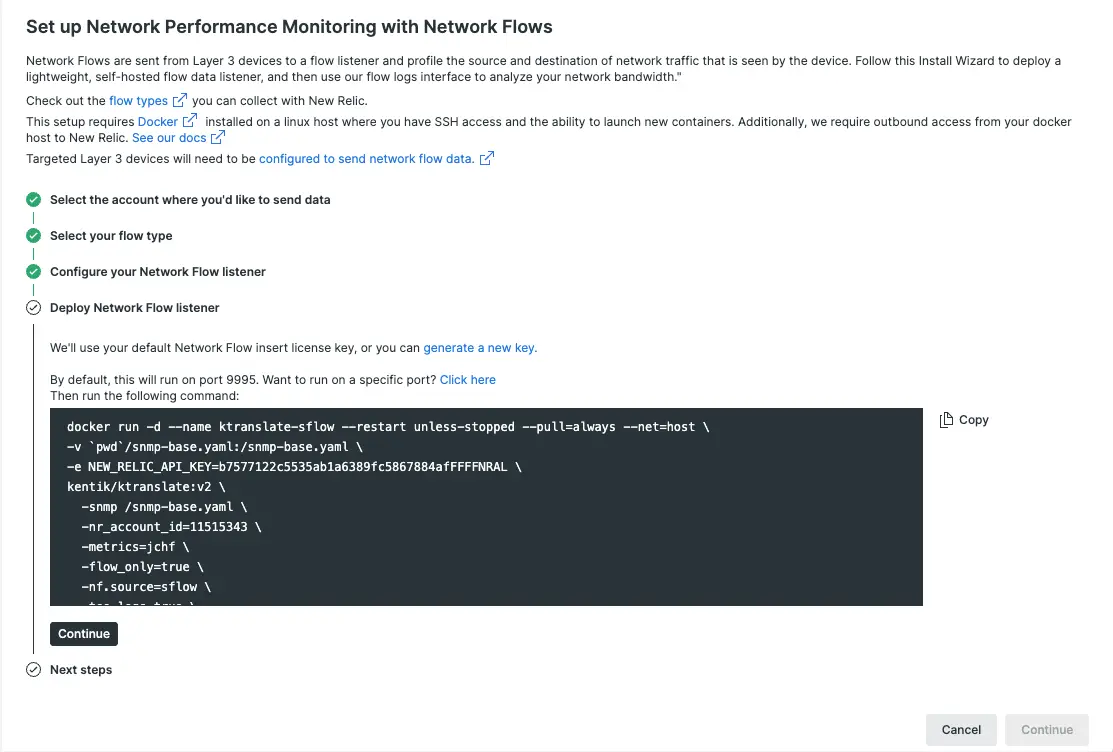 Set up Network Performance Monitoring with Network Flows
Network Flows are sent from Layer 3 devices to a flow listener and profile the source and destination of network traffic that is seen by the device. Follow this Install Wizard to deploy a
lightweight, self-hosted flow data listener, and then use our flow logs interface to analyze your network bandwidth."
Check out the flow types you can collect with New Relic.
This setup requires Docker installed on a linux host where you have SSH access and the ability to launch new containers. Additionally, we require outbound access from your docker
host to New Relic. See our docs
Targeted Layer 3 devices will need to be configured to send network flow data.
Select the account where you'd like to send data
Select your flow type
Configure your Network Flow listener
Deploy Network Flow listener
We'll use your default Network Flow insert license key, or you can generate a new key.
By default, this will run on port 9995. Want to run on a specific port? Click here
Then run the following command:
docker run -d --name ktranslate-sflow --restart unless-stopped --pull=always --net=host \
-v `pwd`/snmp-base.yaml:/snmp-base.yaml \
-e NEW_RELIC_API_KEY=b7577122c5535ab1a6389fc5867884afFFFFNRAL \
kentik/ktranslate:v2 \
-snmp /snmp-base.yaml \
-nr_account_id=11515343 \
-metrics=jchf \
-flow_only=true \
-nf.source=sflow \
Copy
Continue
Next steps
Cancel
Continue